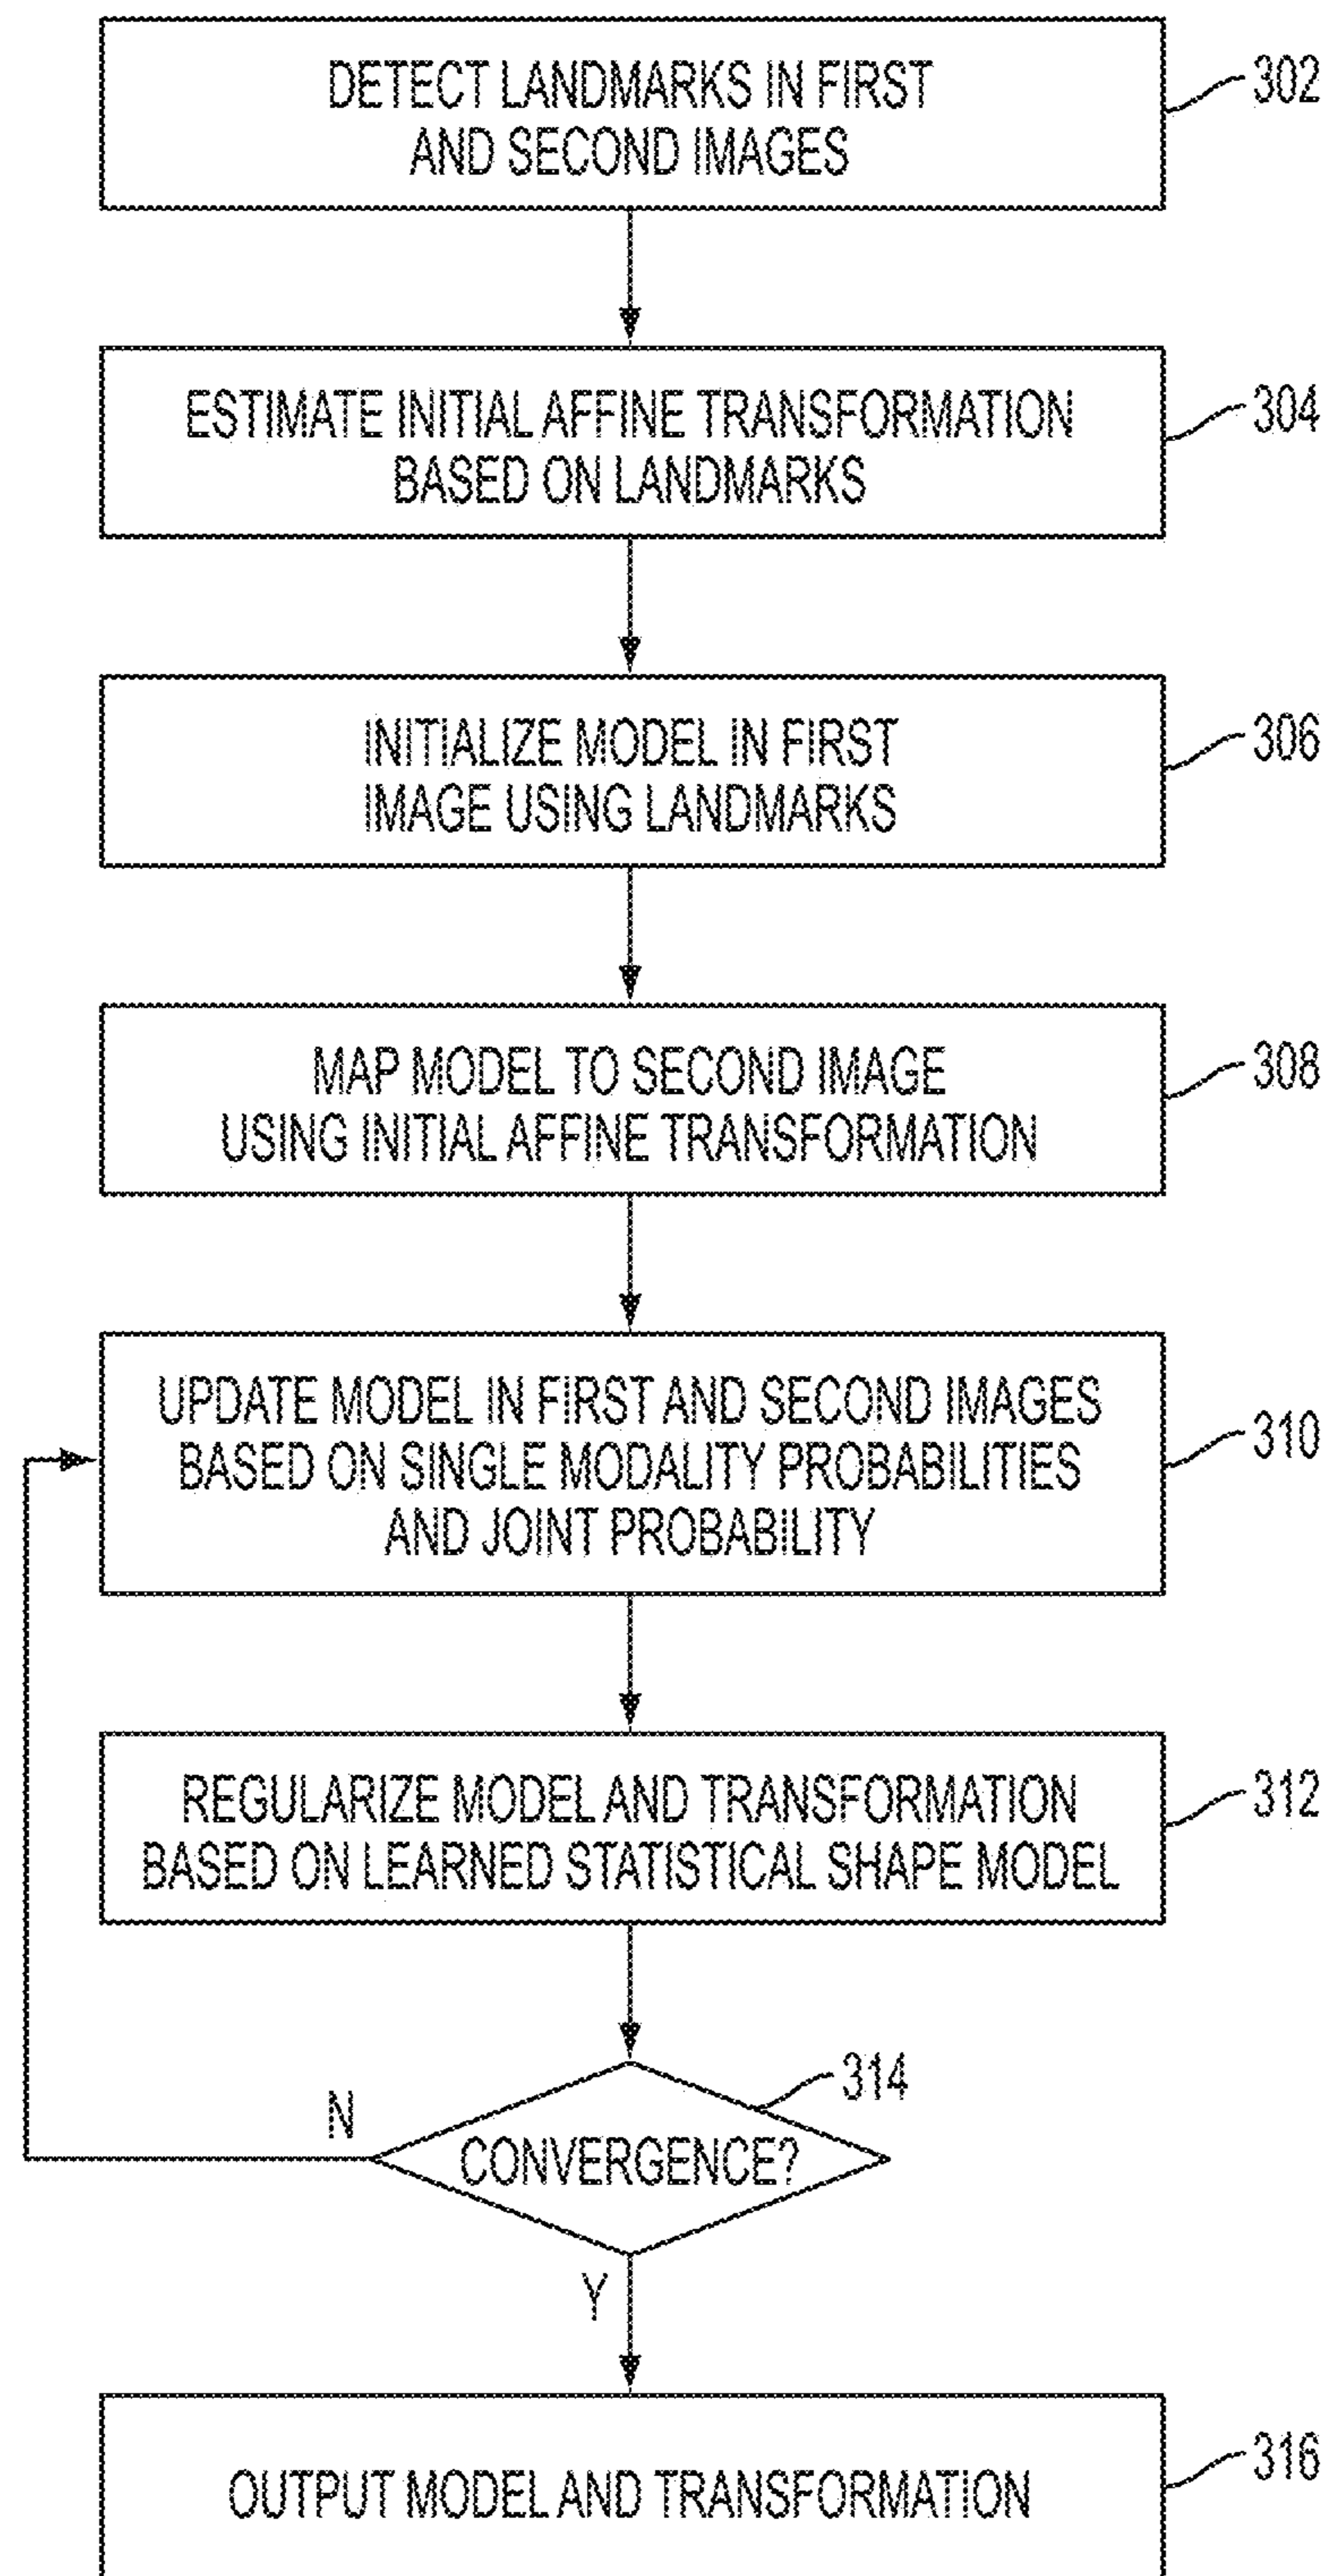 DETECT LANDMARKS IN FIRST
AND SECOND IMAGES
302
ESTIMATE INITIAL AFFINE TRANSFORMATION
BASED ON LANDMARKS
304
INITIALIZE MODEL IN FIRST
IMAGE USING LANDMARKS
306
MAP MODEL TO SECOND IMAGE
USING INITIAL AFFINE TRANSFORMATION
308
UPDATE MODEL IN FIRST AND SECOND IMAGES
BASED ON SINGLE MODALITY PROBABILITIES
AND JOINT PROBABILITY
310
REGULARIZE MODEL AND TRANSFORMATION
BASED ON LEARNED STATISTICAL SHAPE MODEL
312
314
N
CONVERGENCE?
Y
OUTPUT MODEL AND TRANSFORMATION
316